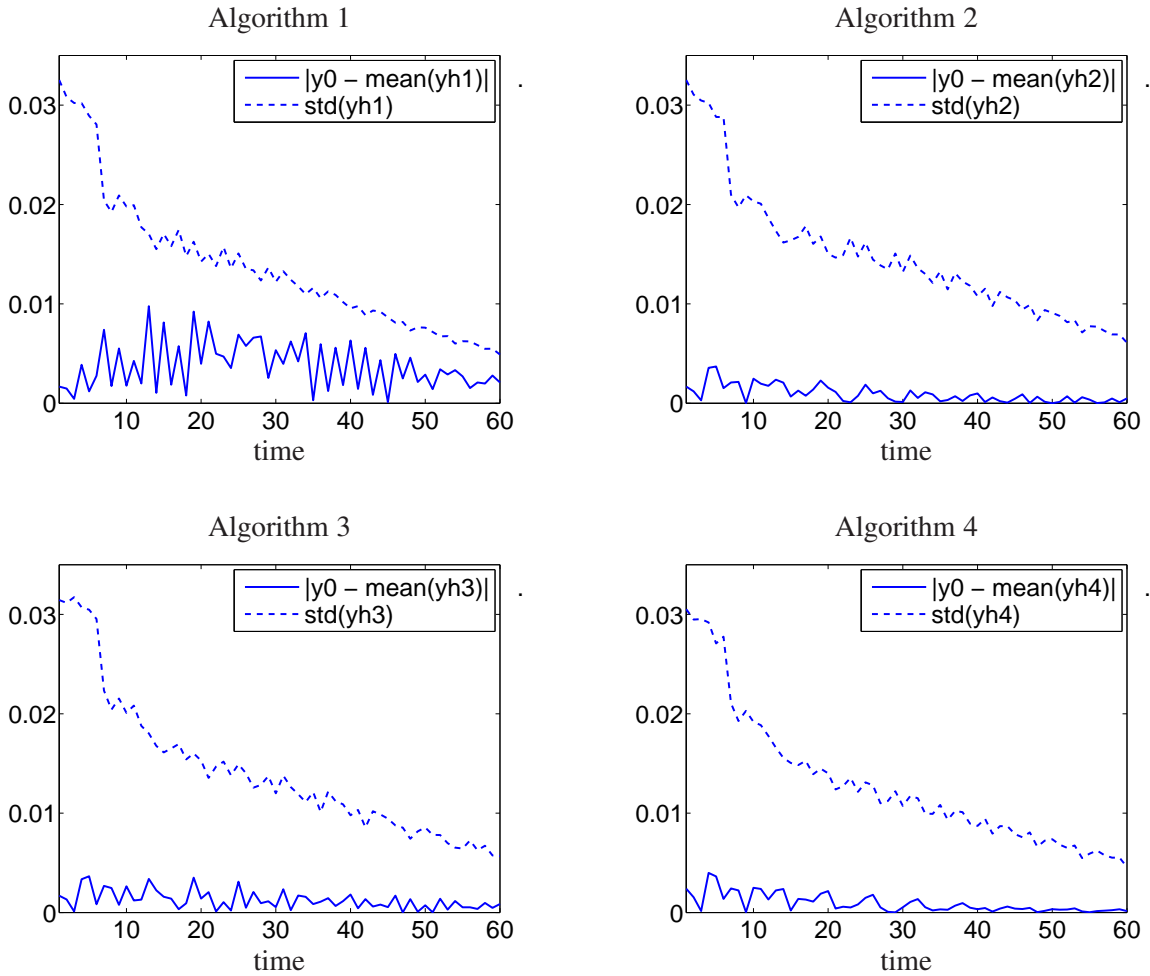 Algorithm 1
|y0 − mean(yh1)|
std(yh1)
.
0.03
0.02
0.01
0
10 20 30 40 50 60
time
Algorithm 2
|y0 − mean(yh2)|
std(yh2)
.
0.03
0.02
0.01
0
10 20 30 40 50 60
time
Algorithm 3
|y0 − mean(yh3)|
std(yh3)
.
0.03
0.02
0.01
0
10 20 30 40 50 60
time
Algorithm 4
|y0 − mean(yh4)|
std(yh4)
.
0.03
0.02
0.01
0
10 20 30 40 50 60
time